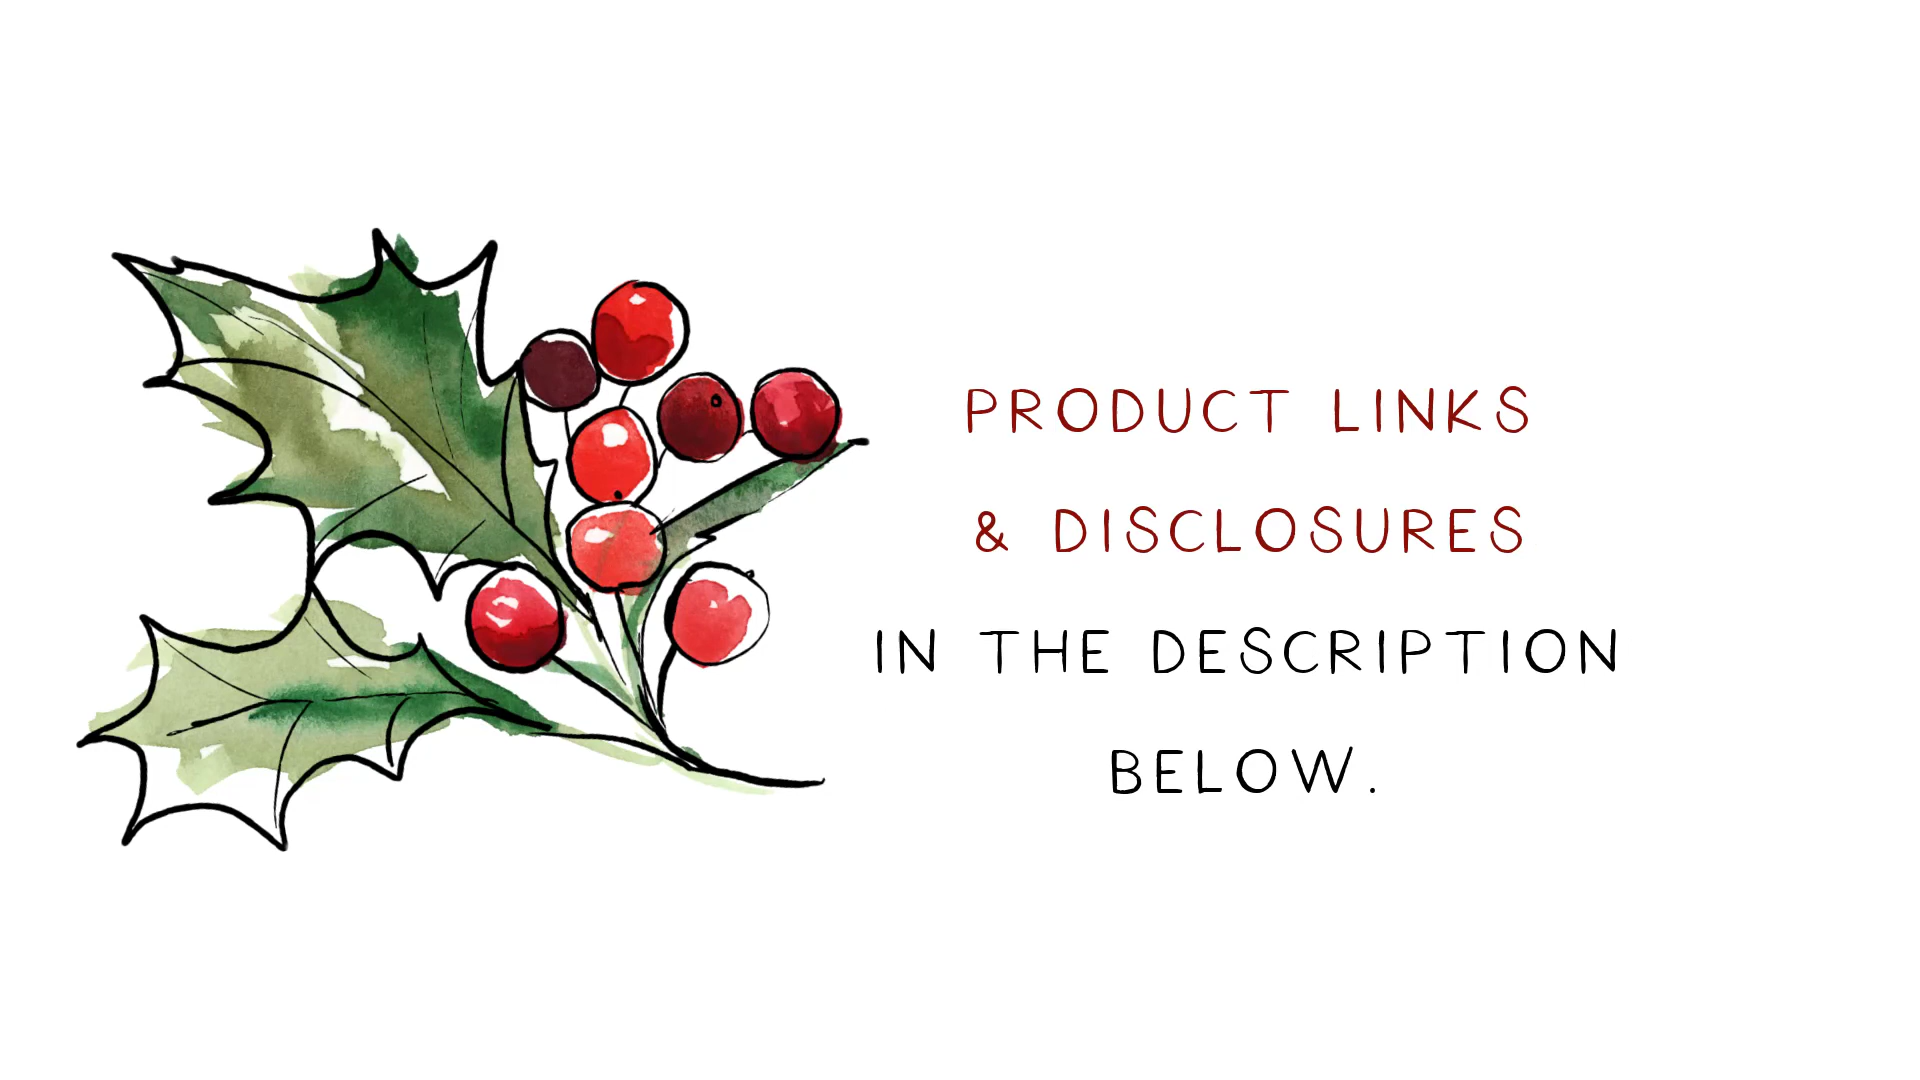 PRODUCT LINKS
& DISCLOSURES
IN THE DESCRIPTION
BELOW.